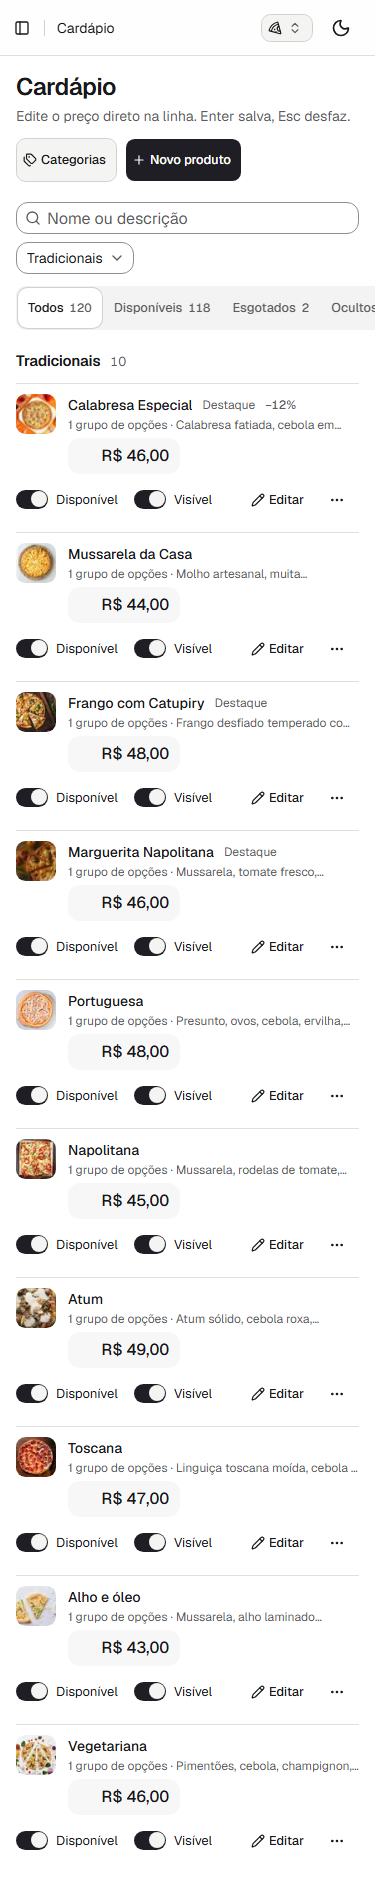 Cardápio
Cardápio
Edite o preço direto na linha. Enter salva, Esc desfaz.
Categorias
Novo produto
Nome ou descrição
Tradicionais
Todos 120 Disponíveis 118 Esgotados 2 Ocultos
Tradicionais 10
Calabresa Especial Destaque −12%
1 grupo de opções · Calabresa fatiada, cebola em…
R$ 46,00
Disponível Visível Editar
Mussarela da Casa
1 grupo de opções · Molho artesanal, muita…
R$ 44,00
Disponível Visível Editar
Frango com Catupiry Destaque
1 grupo de opções · Frango desfiado temperado co…
R$ 48,00
Disponível Visível Editar
Marguerita Napolitana Destaque
1 grupo de opções · Mussarela, tomate fresco,…
R$ 46,00
Disponível Visível Editar
Portuguesa
1 grupo de opções · Presunto, ovos, cebola, ervilha,…
R$ 48,00
Disponível Visível Editar
Napolitana
1 grupo de opções · Mussarela, rodelas de tomate,…
R$ 45,00
Disponível Visível Editar
Atum
1 grupo de opções · Atum sólido, cebola roxa,…
R$ 49,00
Disponível Visível Editar
Toscana
1 grupo de opções · Linguiça toscana moída, cebola …
R$ 47,00
Disponível Visível Editar
Alho e óleo
1 grupo de opções · Mussarela, alho laminado…
R$ 43,00
Disponível Visível Editar
Vegetariana
1 grupo de opções · Pimentões, cebola, champignon,…
R$ 46,00
Disponível Visível Editar